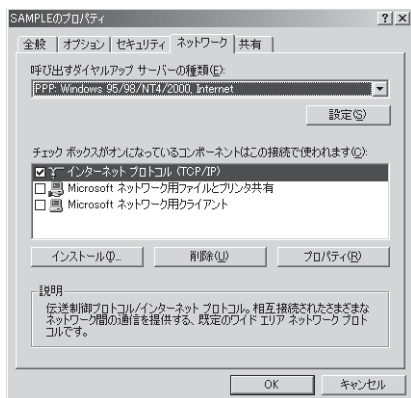 SAMPLEのプロパティ
全般 オプション セキュリティ ネットワーク 共有
呼び出すダイヤルアップ サーバーの種類(E):
PPP: Windows 95/98/NT4/2000, Internet
設定(S)
チェック ボックスがオンになっているコンポーネントはこの接続で使われます(C):
インターネット プロトコル (TCP/IP)
Microsoft ネットワーク用ファイルとプリンタ共有
Microsoft ネットワーク用クライアント
インストール(I)... 削除(U) プロパティ(R)
説明
伝送制御プロトコル/インターネット プロトコル。相互接続されたさまざまな
ネットワーク間の通信を提供する、既定のワイド エリア ネットワーク プロト
コルです。
OK キャンセル